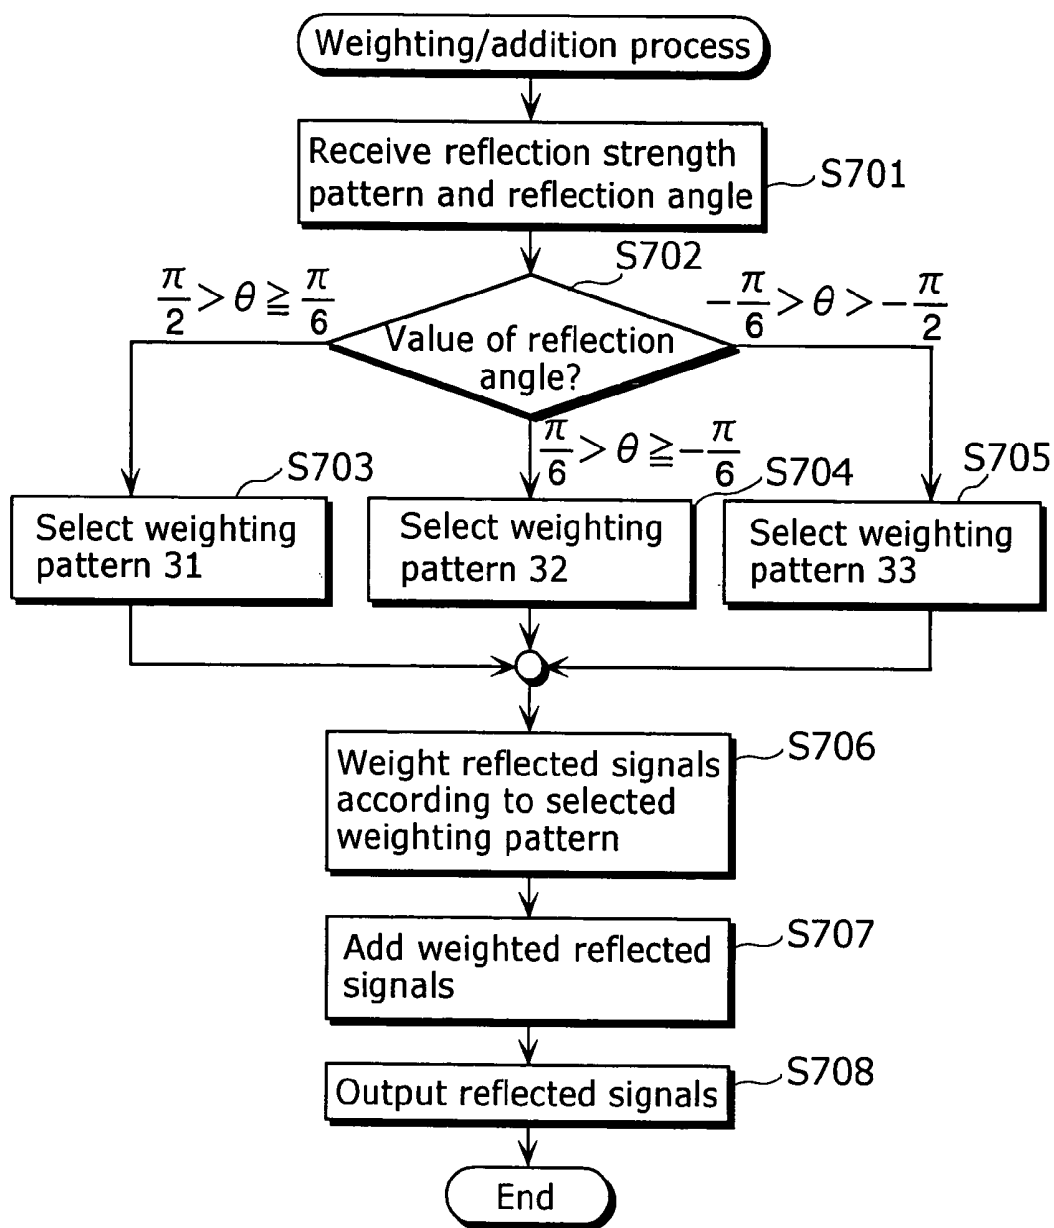 Weighting/addition process
Receive reflection strength
pattern and reflection angle
S701
S702
π/2 > θ ≧ π/6
-π/6 > θ > -π/2
Value of reflection
angle?
π/6 > θ ≧ -π/6
S703
S704
S705
Select weighting
pattern 31
Select weighting
pattern 32
Select weighting
pattern 33
S706
Weight reflected signals
according to selected
weighting pattern
S707
Add weighted reflected
signals
S708
Output reflected signals
End